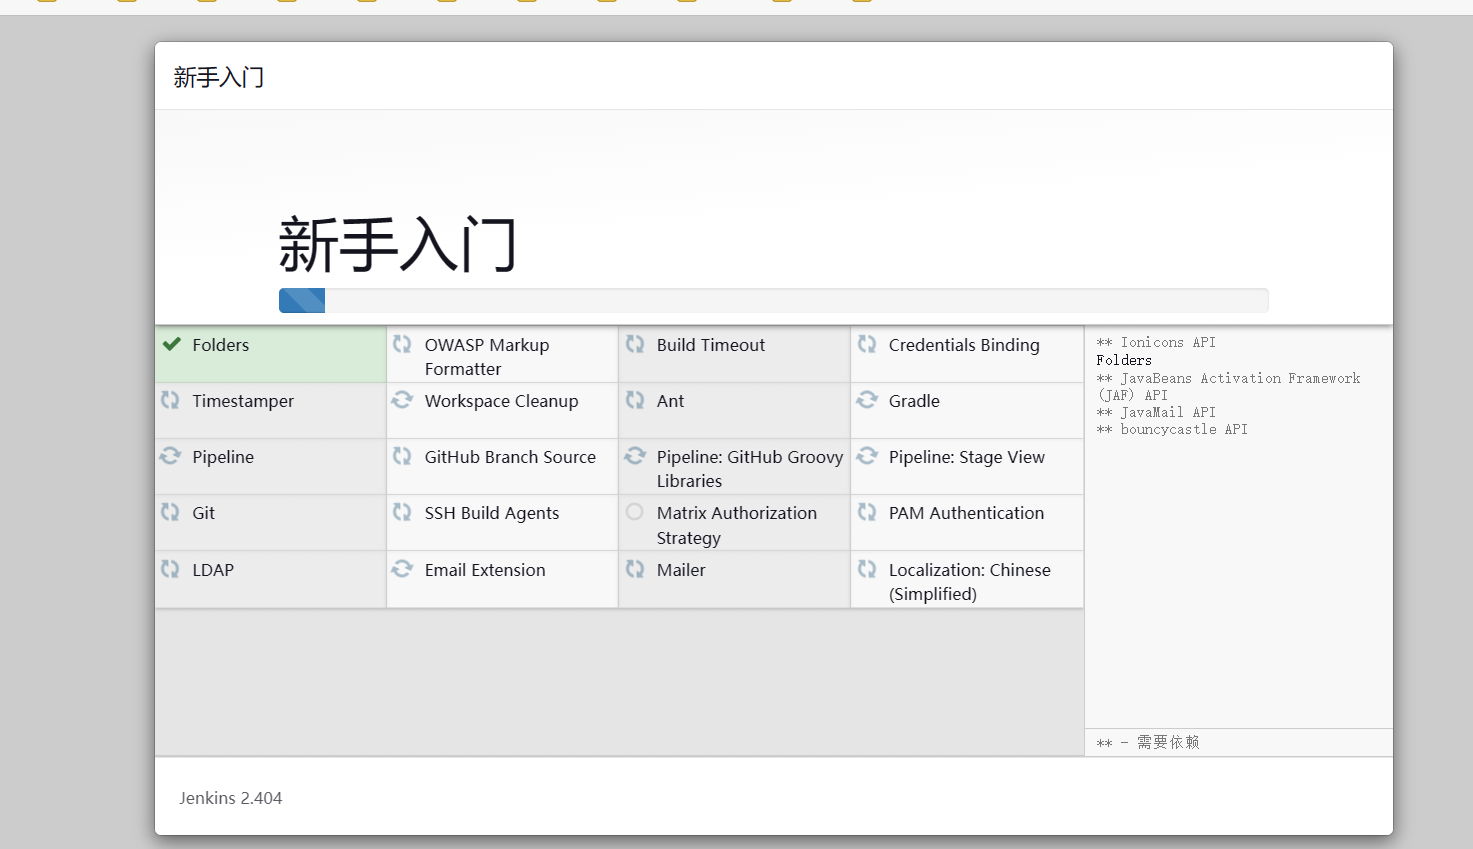 新手入门
新手入门
Folders
OWASP Markup
Formatter
Build Timeout
Credentials Binding
Timestamper
Workspace Cleanup
Ant
Gradle
Pipeline
GitHub Branch Source
Pipeline: GitHub Groovy
Libraries
Pipeline: Stage View
Git
SSH Build Agents
Matrix Authorization
Strategy
PAM Authentication
LDAP
Email Extension
Mailer
Localization: Chinese
(Simplified)
** Ionicons API
Folders
** JavaBeans Activation Framework
(JAF) API
** JavaMail API
** bouncycastle API
** - 需要依赖
Jenkins 2.404